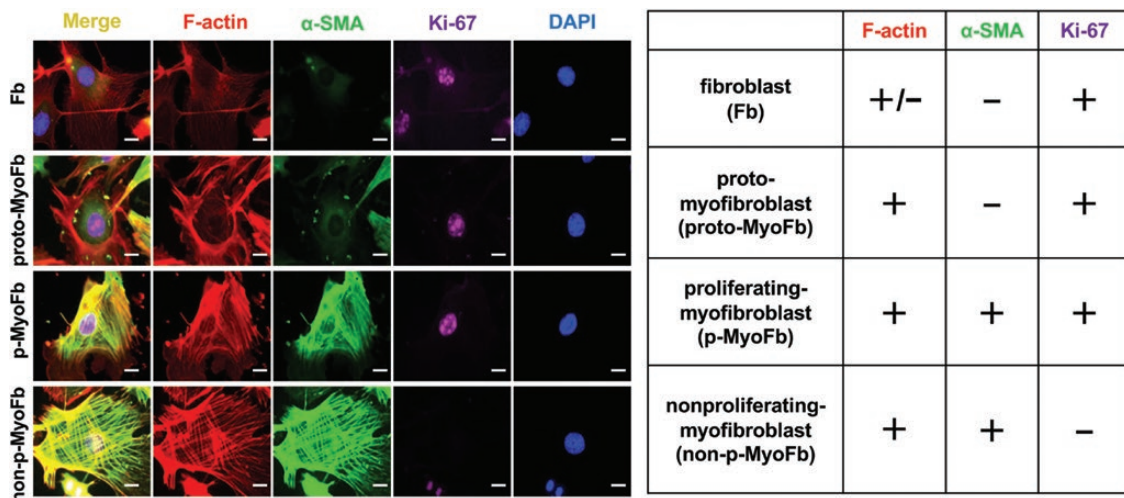 Merge F-actin α-SMA Ki-67 DAPI
Fb
proto-MyoFb
p-MyoFb
non-p-MyoFb
F-actin α-SMA Ki-67
fibroblast
(Fb)
+/− − +
proto-
myofibroblast
(proto-MyoFb)
+ − +
proliferating-
myofibroblast
(p-MyoFb)
+ + +
nonproliferating-
myofibroblast
(non-p-MyoFb)
+ + −